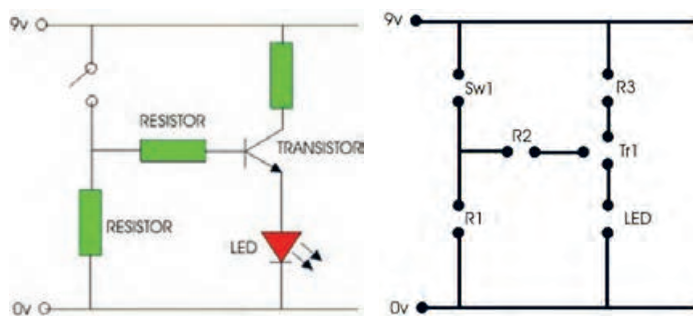 9v
RESISTOR
TRANSISTOR
RESISTOR
LED
0v
9v
Sw1
R3
R2
Tr1
R1
LED
0v